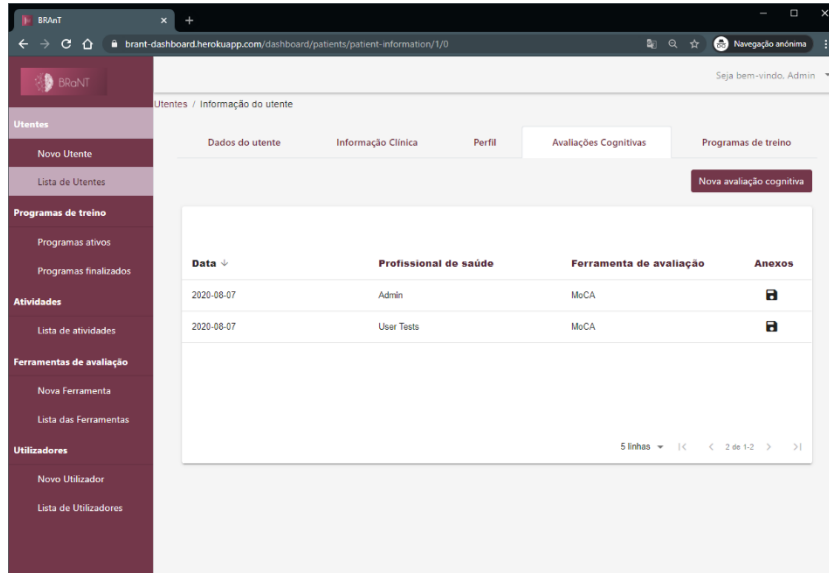 BRAnT
brant-dashboard.herokuapp.com/dashboard/patients/patient-information/1/0
Navegação anónima
BRaNT
Seja bem-vindo, Admin
Utentes / Informação do utente
Utentes
Novo Utente
Lista de Utentes
Programas de treino
Programas ativos
Programas finalizados
Atividades
Lista de atividades
Ferramentas de avaliação
Nova Ferramenta
Lista das Ferramentas
Utilizadores
Novo Utilizador
Lista de Utilizadores
Dados do utente Informação Clínica Perfil Avaliações Cognitivas Programas de treino
Nova avaliação cognitiva
Data Profissional de saúde Ferramenta de avaliação Anexos
2020-08-07 Admin MoCA
2020-08-07 User Tests MoCA
5 linhas 2 de 1-2